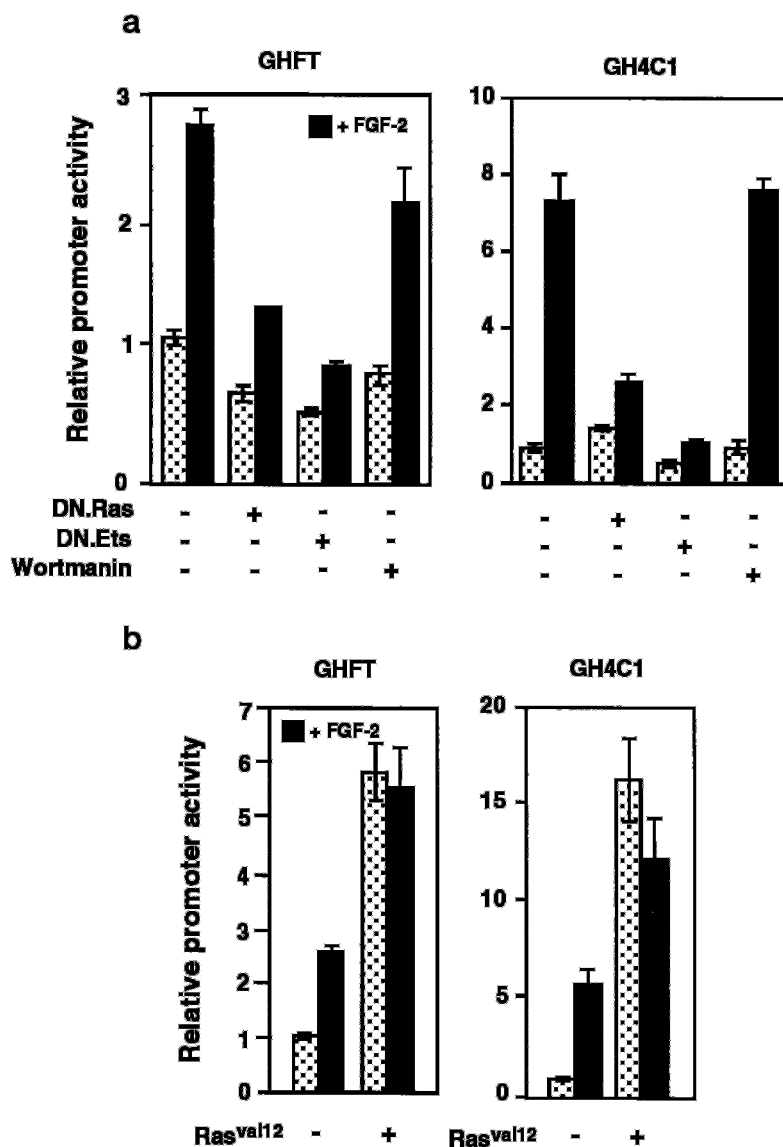 a
GHFT
GH4C1
Relative promoter activity
3
2
1
0
+ FGF-2
10
8
6
4
2
0
DN.Ras - + - - - + - -
DN.Ets - - + - - - + -
Wortmanin - - - + - - - +
b
GHFT
GH4C1
Relative promoter activity
7
6
5
4
3
2
1
0
+ FGF-2
20
15
10
5
0
Rasval12 - + Rasval12 - +